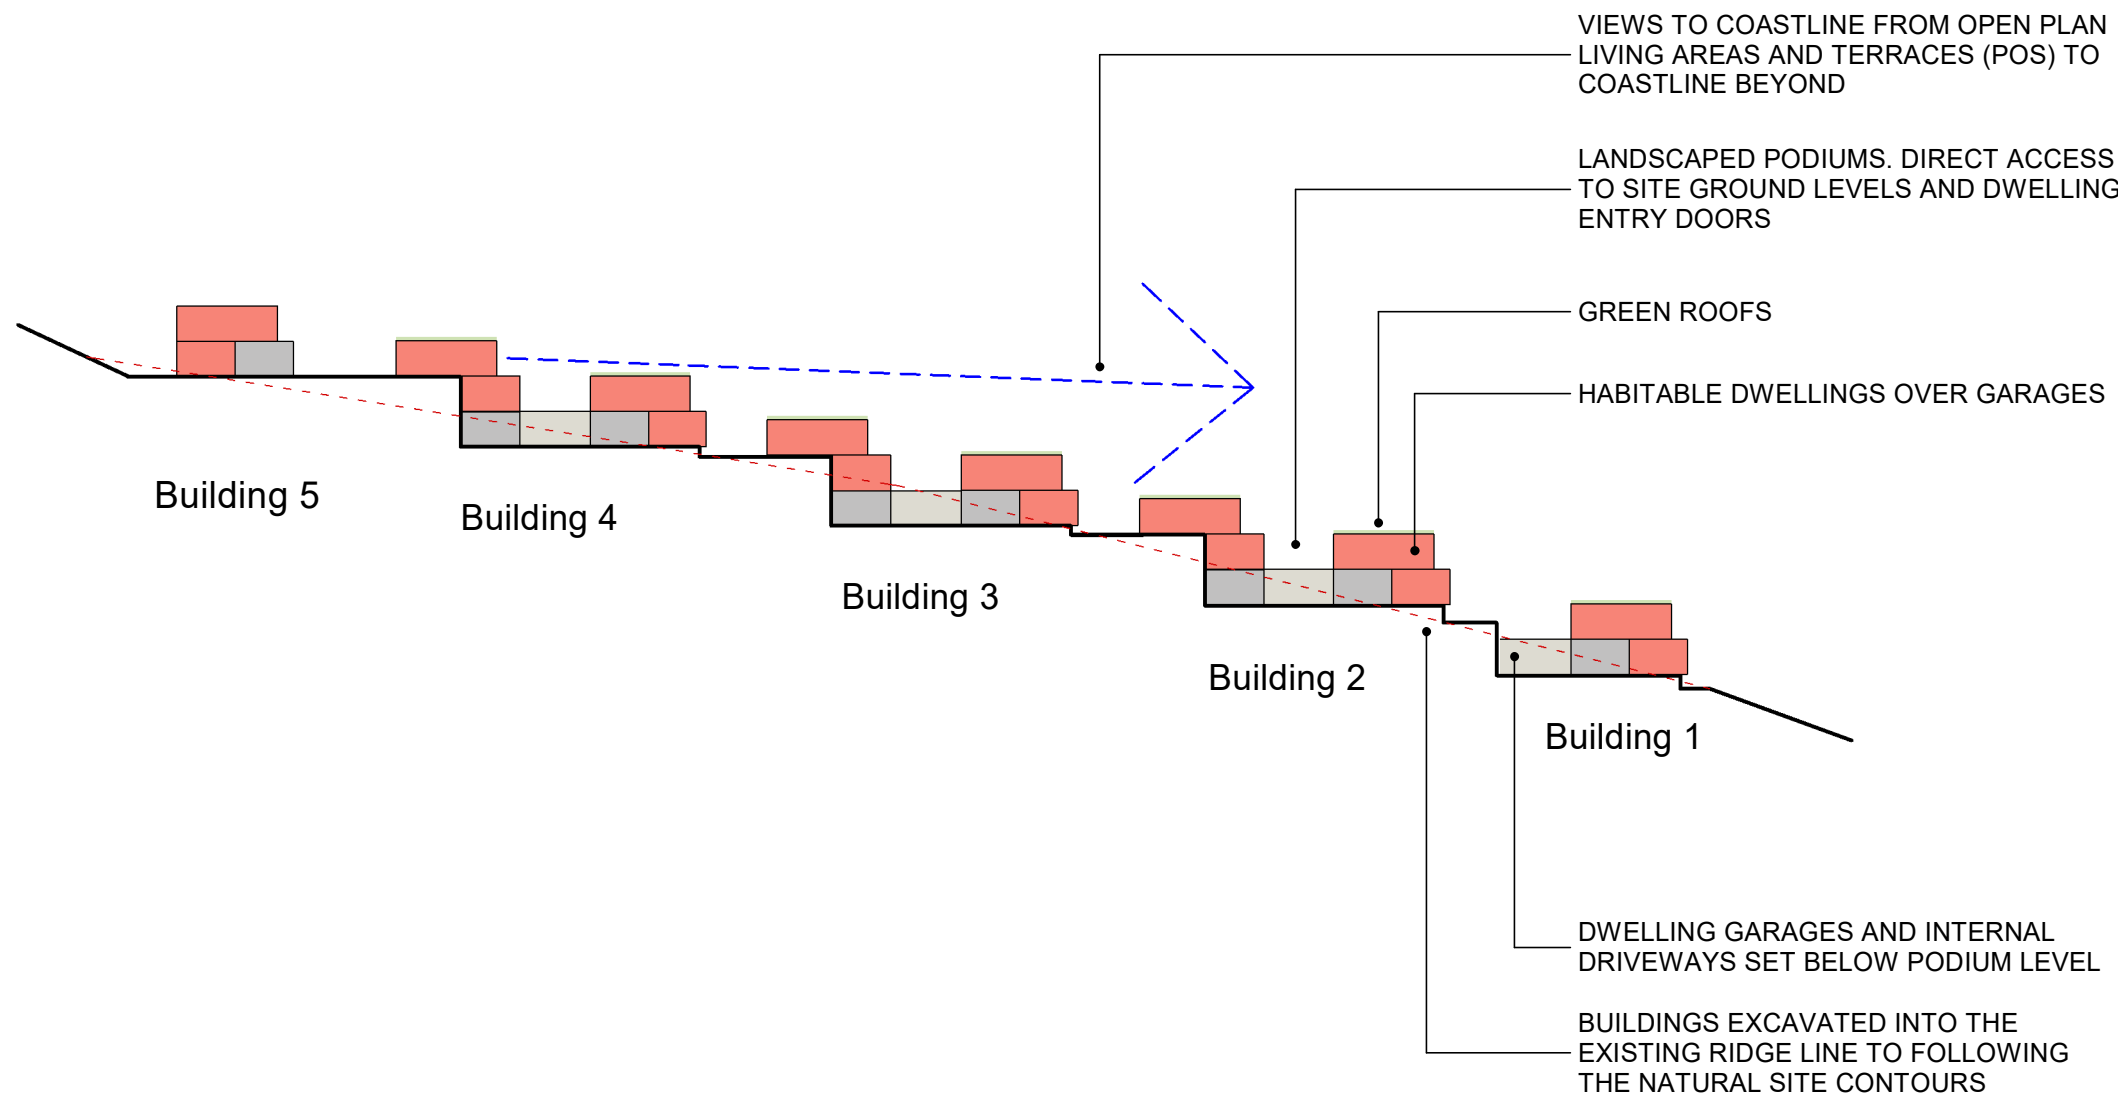 VIEWS TO COASTLINE FROM OPEN PLAN
LIVING AREAS AND TERRACES (POS) TO
COASTLINE BEYOND
LANDSCAPED PODIUMS. DIRECT ACCESS
TO SITE GROUND LEVELS AND DWELLING
ENTRY DOORS
GREEN ROOFS
HABITABLE DWELLINGS OVER GARAGES
Building 5
Building 4
Building 3
Building 2
Building 1
DWELLING GARAGES AND INTERNAL
DRIVEWAYS SET BELOW PODIUM LEVEL
BUILDINGS EXCAVATED INTO THE
EXISTING RIDGE LINE TO FOLLOWING
THE NATURAL SITE CONTOURS